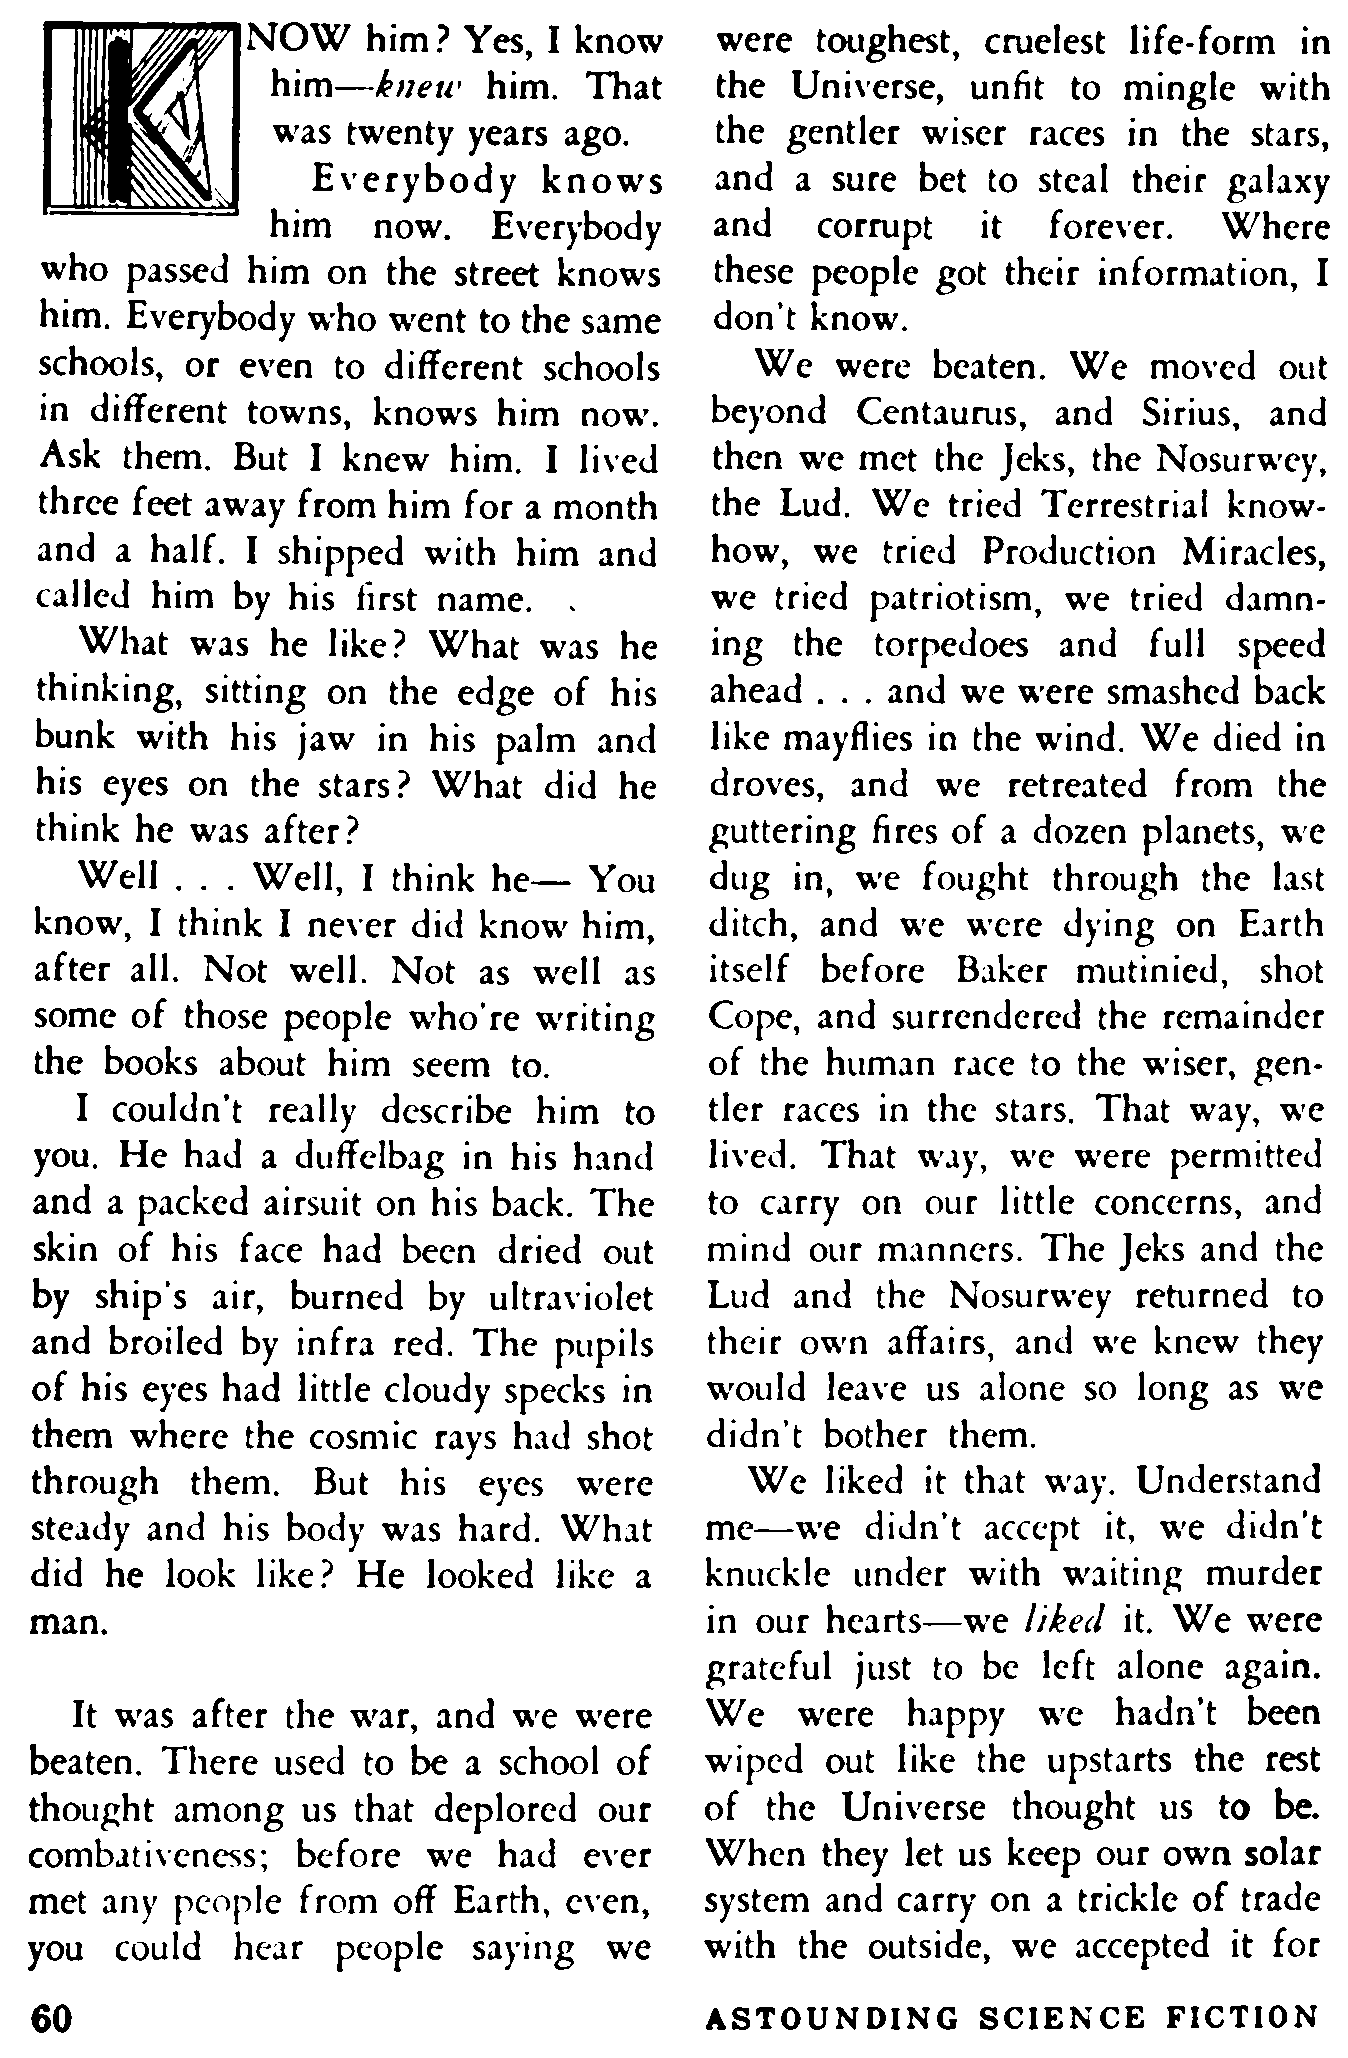 KNOW him? Yes, I know
him—knew him. That
was twenty years ago.
Everybody knows
him now. Everybody
who passed him on the street knows
him. Everybody who went to the same
schools, or even to different schools
in different towns, knows him now.
Ask them. But I knew him. I lived
three feet away from him for a month
and a half. I shipped with him and
called him by his first name.
What was he like? What was he
thinking, sitting on the edge of his
bunk with his jaw in his palm and
his eyes on the stars? What did he
think he was after?
Well . . . Well, I think he— You
know, I think I never did know him,
after all. Not well. Not as well as
some of those people who're writing
the books about him seem to.
I couldn't really describe him to
you. He had a duffelbag in his hand
and a packed airsuit on his back. The
skin of his face had been dried out
by ship's air, burned by ultraviolet
and broiled by infra red. The pupils
of his eyes had little cloudy specks in
them where the cosmic rays had shot
through them. But his eyes were
steady and his body was hard. What
did he look like? He looked like a
man.
It was after the war, and we were
beaten. There used to be a school of
thought among us that deplored our
combativeness; before we had ever
met any people from off Earth, even,
you could hear people saying we
were toughest, cruelest life-form in
the Universe, unfit to mingle with
the gentler wiser races in the stars,
and a sure bet to steal their galaxy
and corrupt it forever. Where
these people got their information, I
don't know.
We were beaten. We moved out
beyond Centaurus, and Sirius, and
then we met the Jeks, the Nosurwey,
the Lud. We tried Terrestrial know-
how, we tried Production Miracles,
we tried patriotism, we tried damn-
ing the torpedoes and full speed
ahead . . . and we were smashed back
like mayflies in the wind. We died in
droves, and we retreated from the
guttering fires of a dozen planets, we
dug in, we fought through the last
ditch, and we were dying on Earth
itself before Baker mutinied, shot
Cope, and surrendered the remainder
of the human race to the wiser, gen-
tler races in the stars. That way, we
lived. That way, we were permitted
to carry on our little concerns, and
mind our manners. The Jeks and the
Lud and the Nosurwey returned to
their own affairs, and we knew they
would leave us alone so long as we
didn't bother them.
We liked it that way. Understand
me—we didn't accept it, we didn't
knuckle under with waiting murder
in our hearts—we liked it. We were
grateful just to be left alone again.
We were happy we hadn't been
wiped out like the upstarts the rest
of the Universe thought us to be.
When they let us keep our own solar
system and carry on a trickle of trade
with the outside, we accepted it for
60
ASTOUNDING SCIENCE FICTION